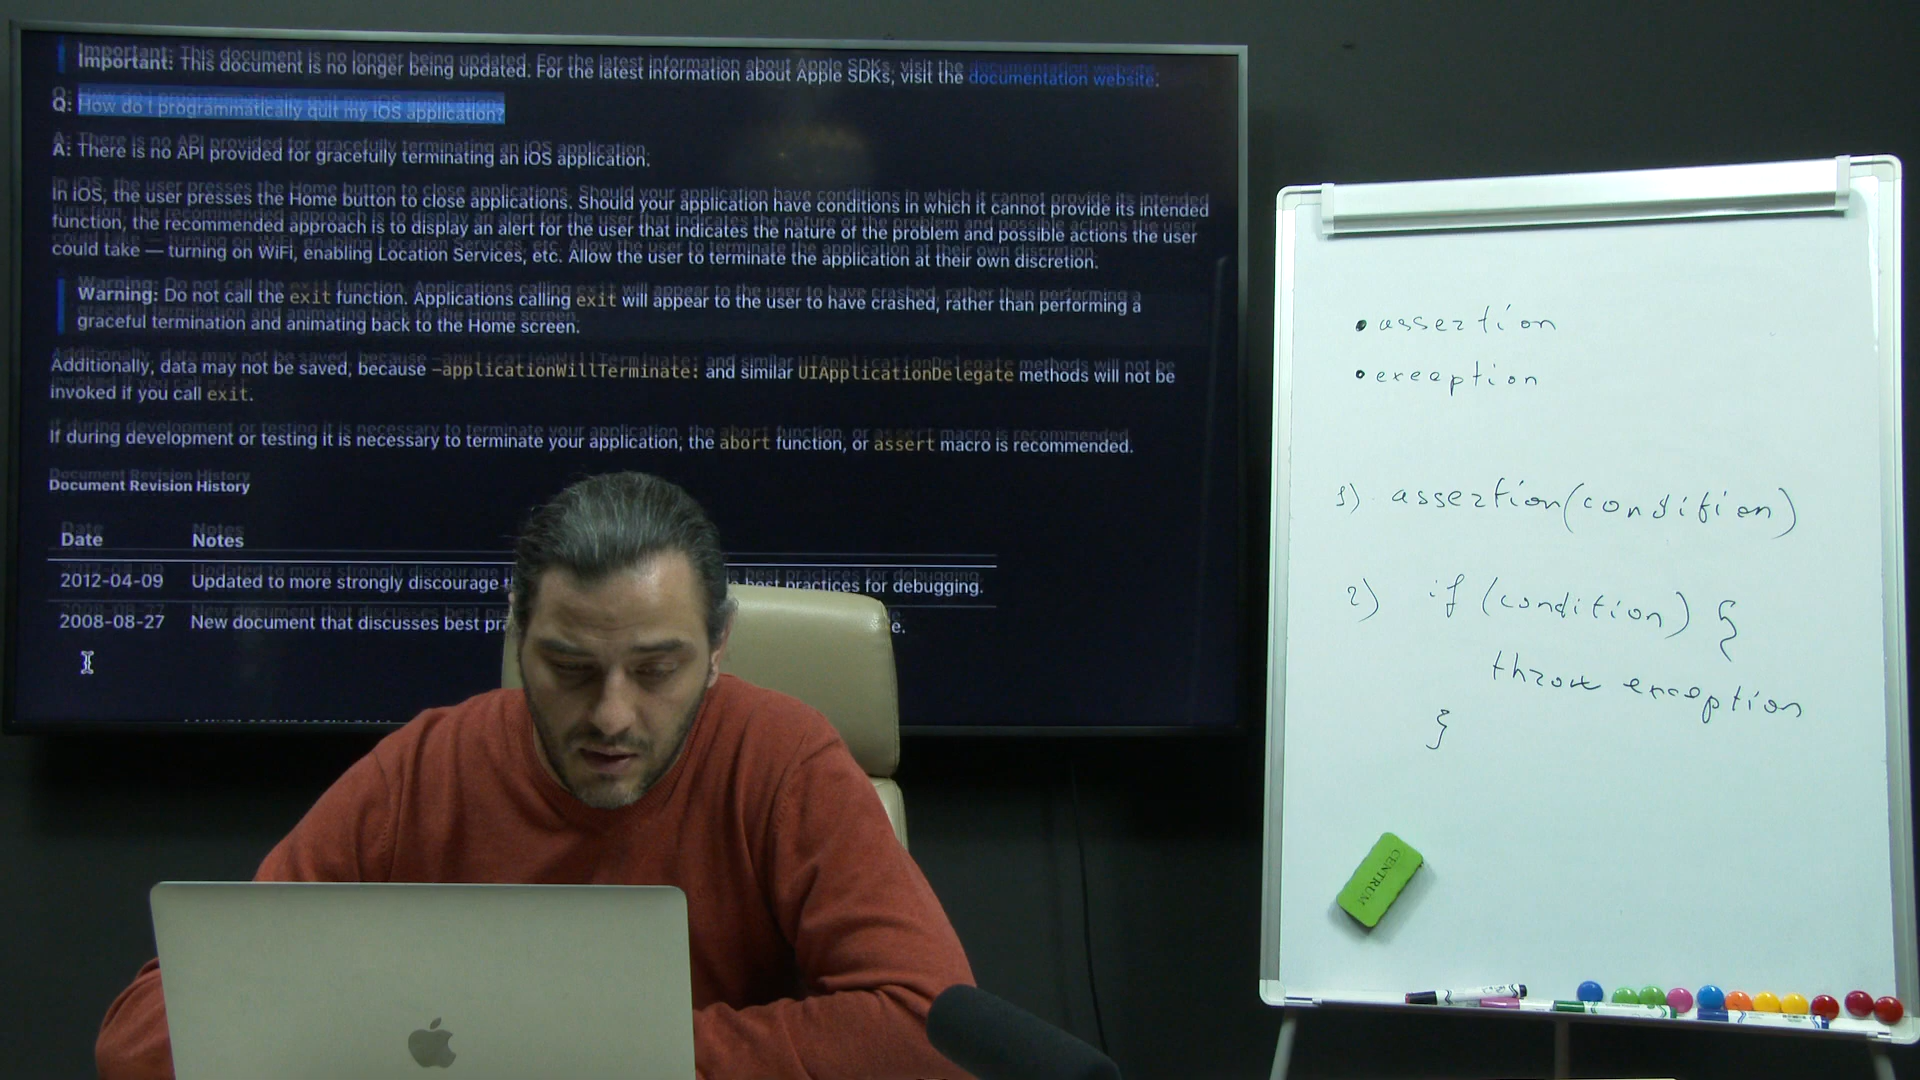 Important: This document is no longer being updated. For the latest information about Apple SDKs, visit the documentation website.
Q: How do I programmatically quit my iOS application?
A: There is no API provided for gracefully terminating an iOS application.
In iOS, the user presses the Home button to close applications. Should your application have conditions in which it cannot provide its intended
function, the recommended approach is to display an alert for the user that indicates the nature of the problem and possible actions the user
could take — turning on WiFi, enabling Location Services, etc. Allow the user to terminate the application at their own discretion.
Warning: Do not call the exit function. Applications calling exit will appear to the user to have crashed, rather than performing a
graceful termination and animating back to the Home screen.
Additionally, data may not be saved, because -applicationWillTerminate: and similar UIApplicationDelegate methods will not be
invoked if you call exit.
If during development or testing it is necessary to terminate your application, the abort function, or assert macro is recommended.
Document Revision History
Date Notes
2012-04-09 Updated to more strongly discourage best practices for debugging.
2008-08-27 New document that discusses best
• assertion
• exception
1) assertion(condition)
2) if (condition) {
throw exception
}
CENTRUM